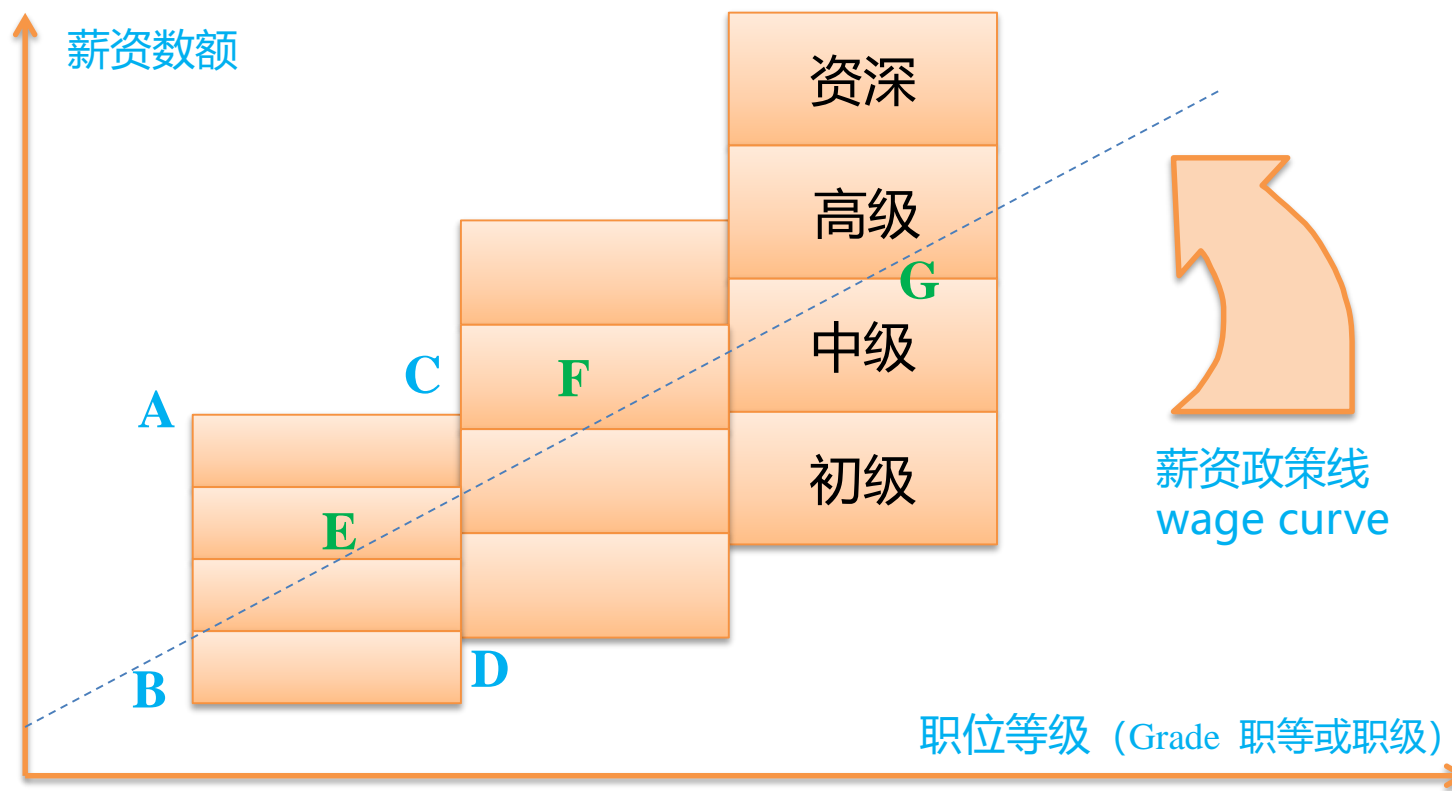 薪资数额
资深
高级
G
中级
初级
C
F
A
E
B
D
薪资政策线
wage curve
职位等级（Grade 职等或职级）